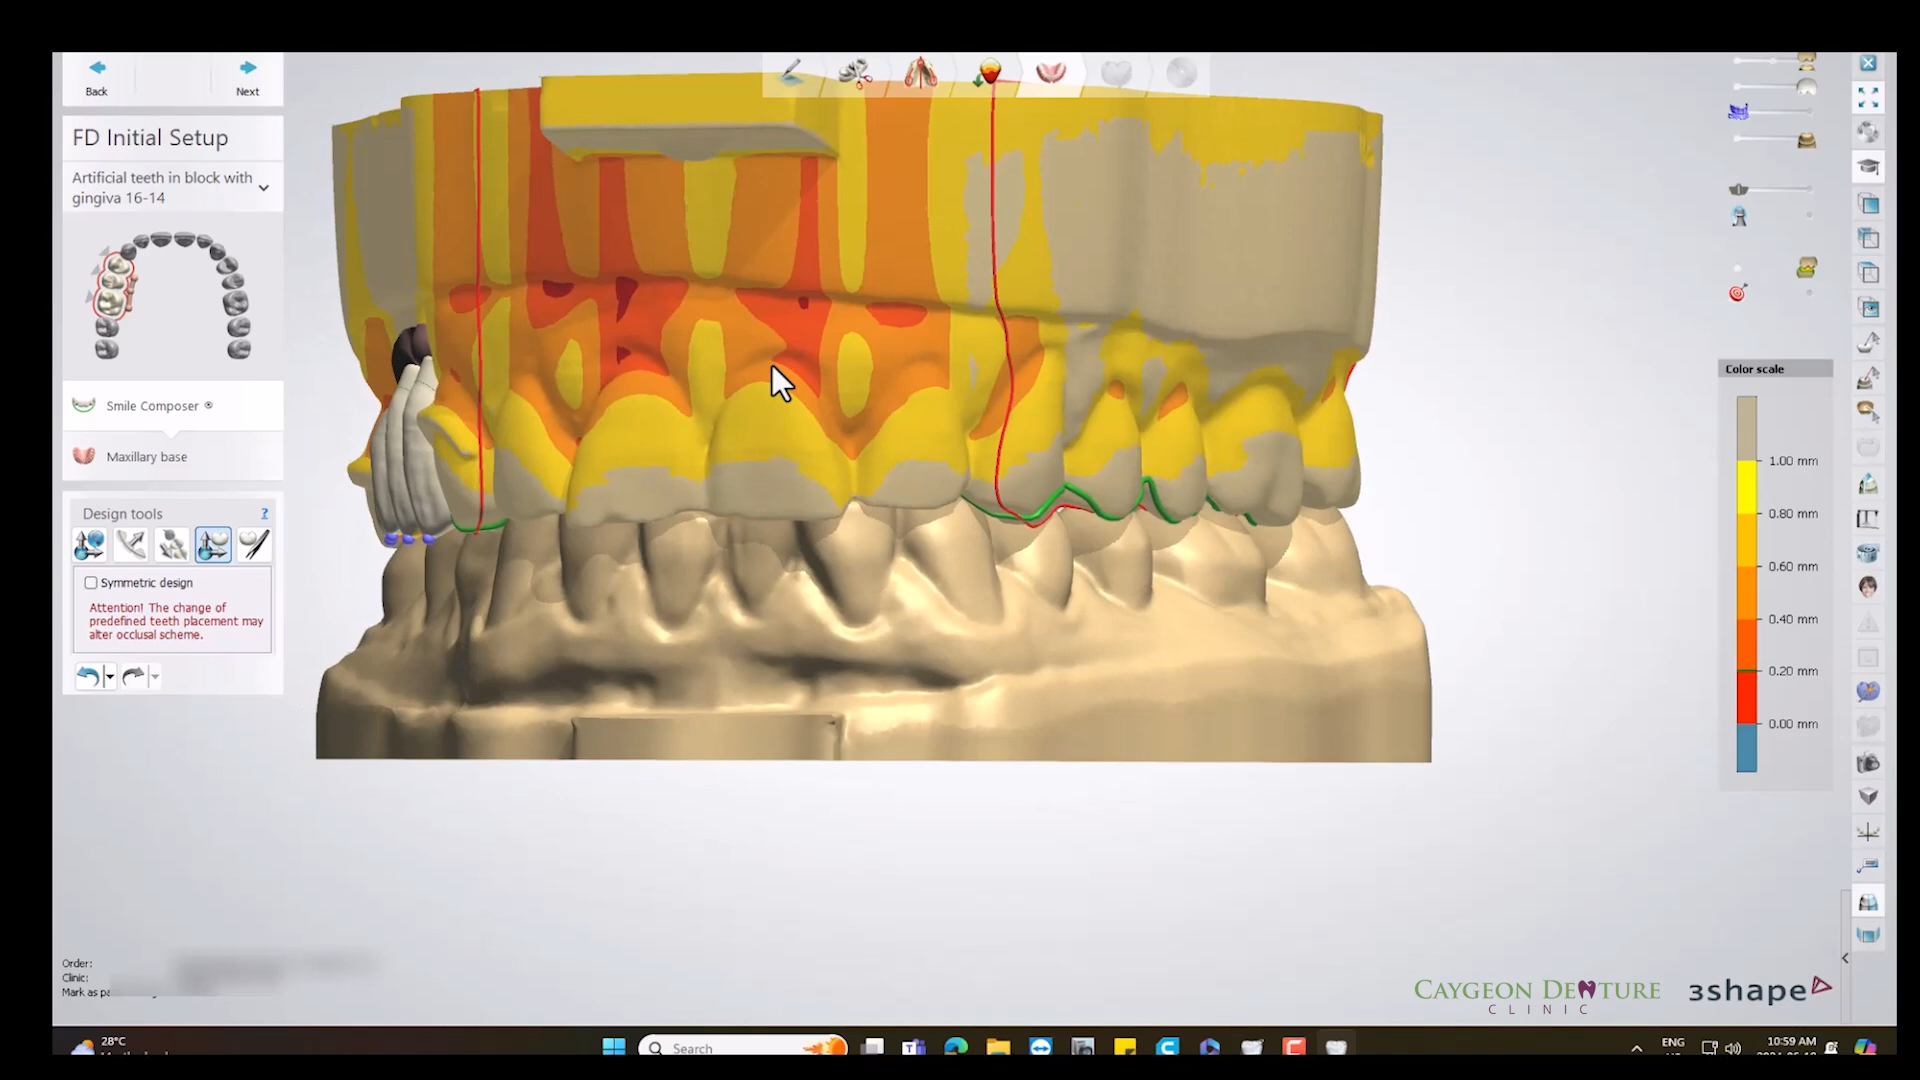 Back
Next
FD Initial Setup
Artificial teeth in block with
gingiva 16-14
Smile Composer ®
Maxillary base
Design tools
?
Symmetric design
Attention! The change of
predefined teeth placement may
alter occlusal scheme.
Color scale
1.00 mm
0.80 mm
0.60 mm
0.40 mm
0.20 mm
0.00 mm
Order:
Clinic:
Mark as
CAYGEON DENTURE
CLINIC
3shape
28°C
Search
ENG
10:59 AM